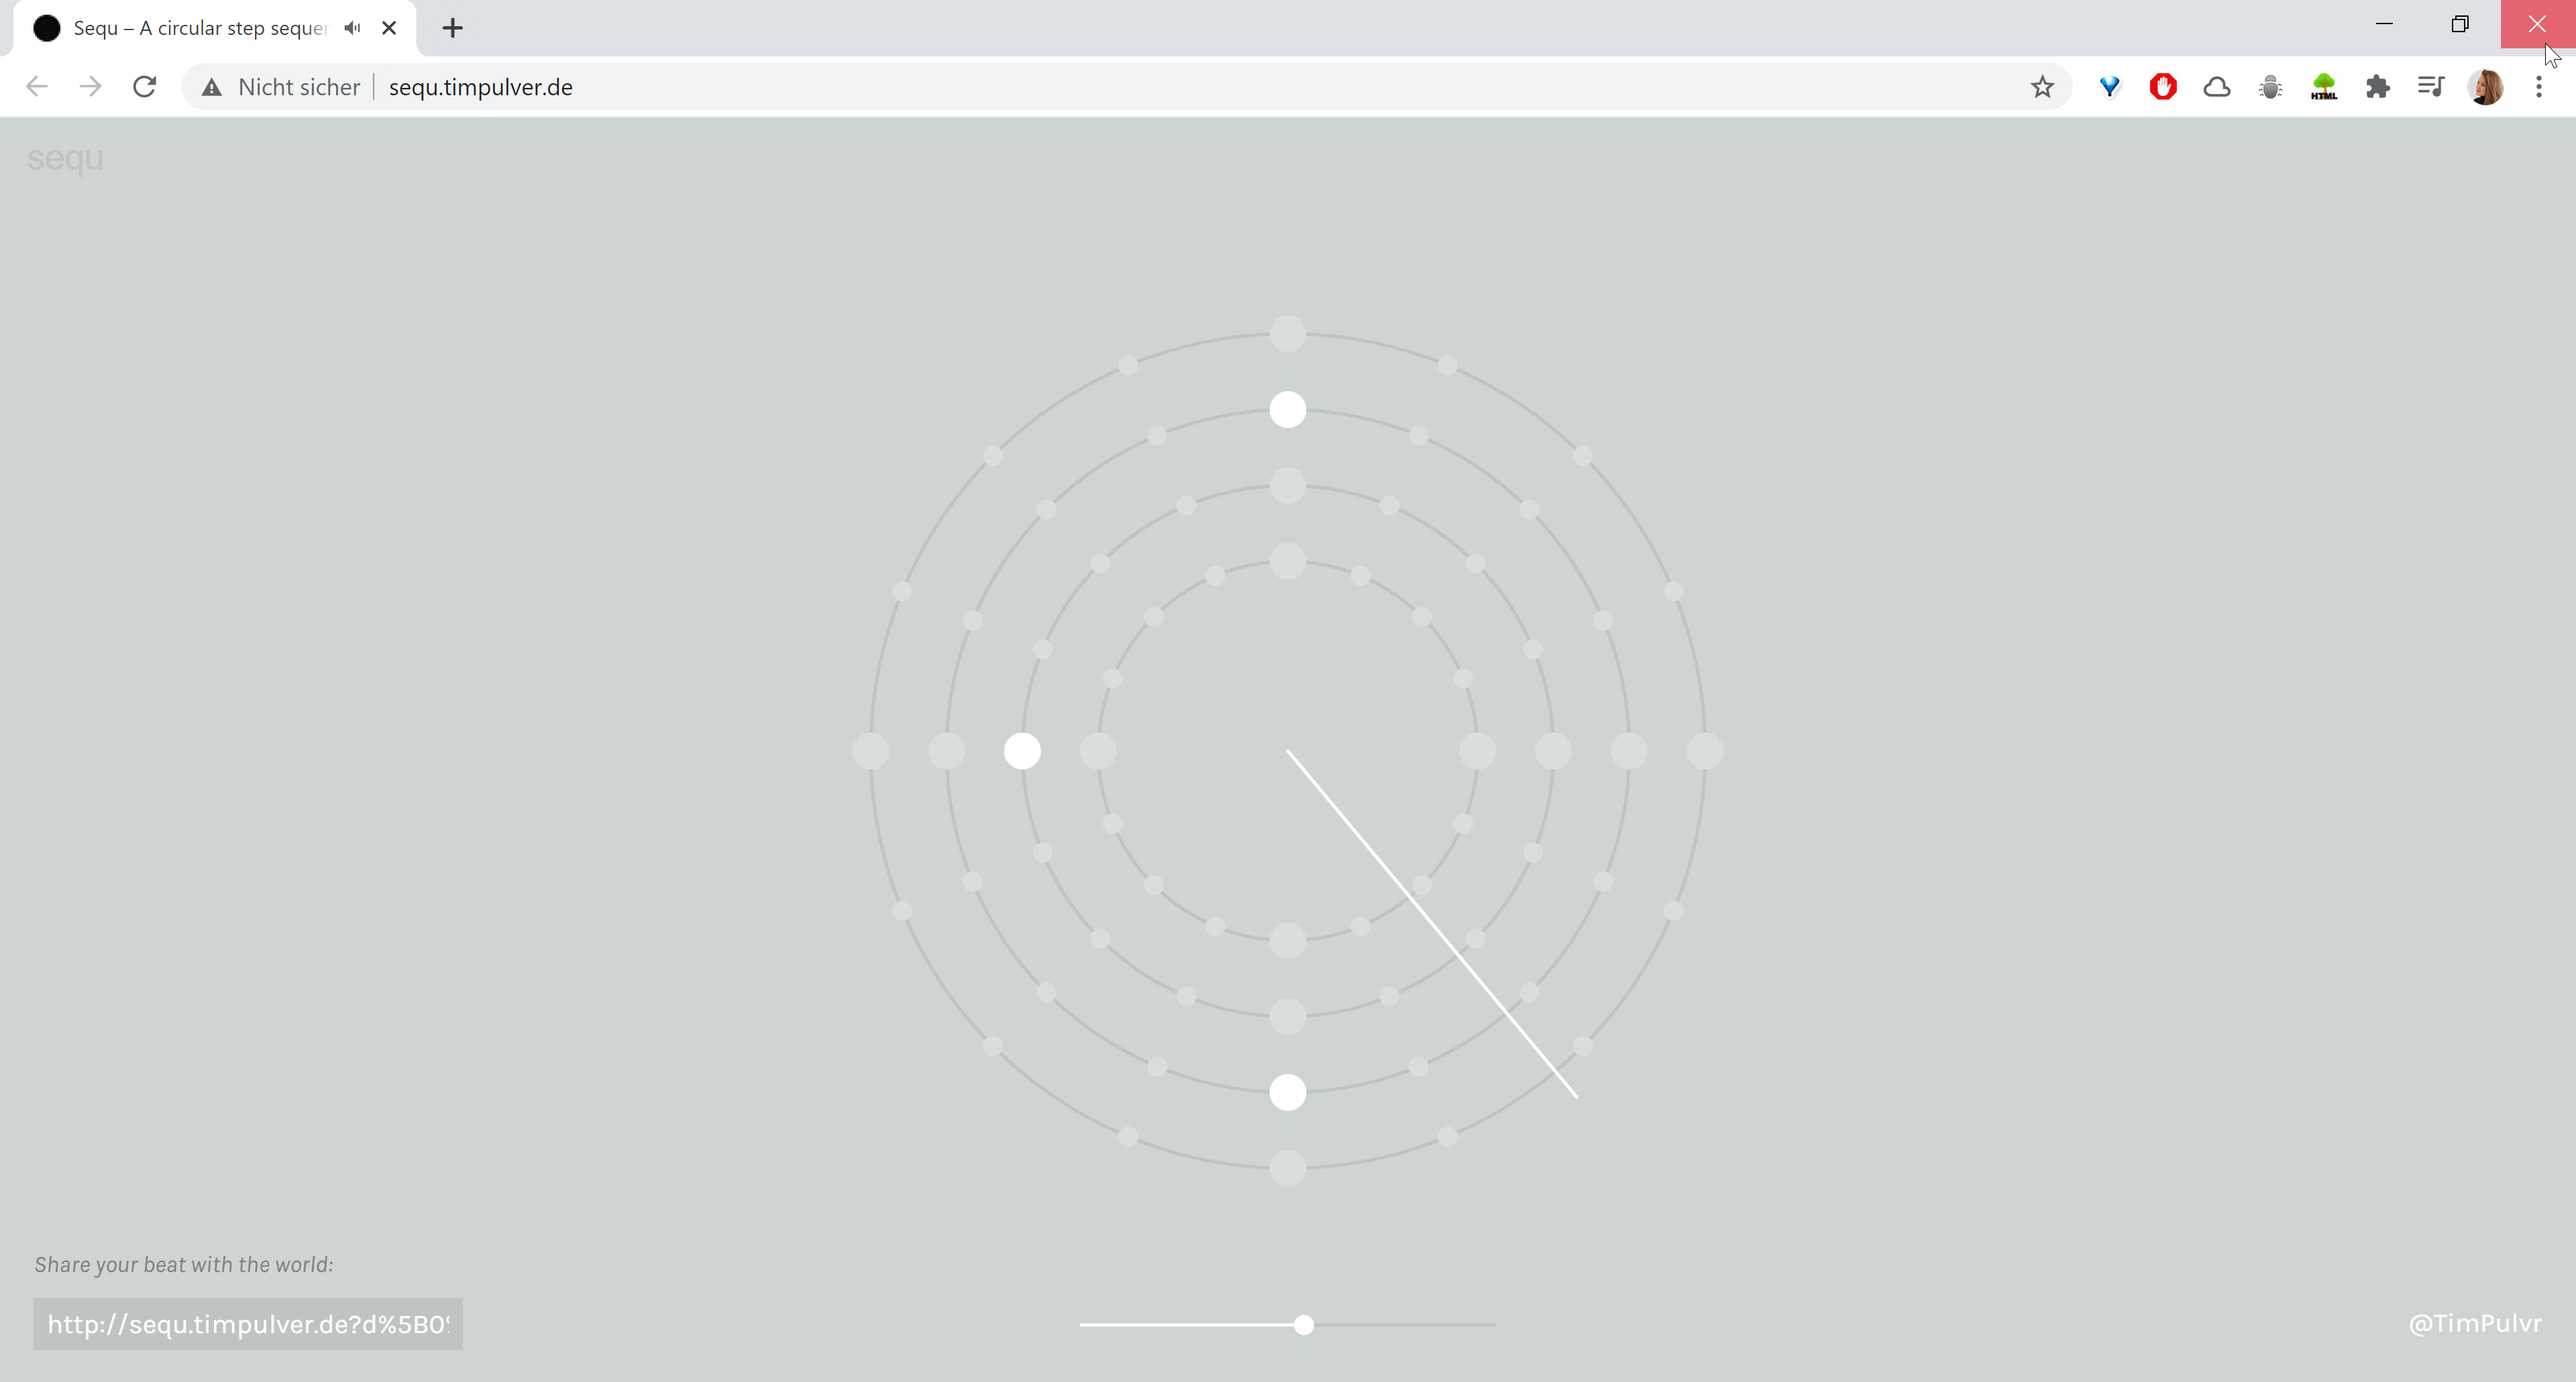 Sequ – A circular step sequer
Nicht sicher
sequ.timpulver.de
HTML
sequ
Share your beat with the world:
http://sequ.timpulver.de?d%5B0
@TimPulvr